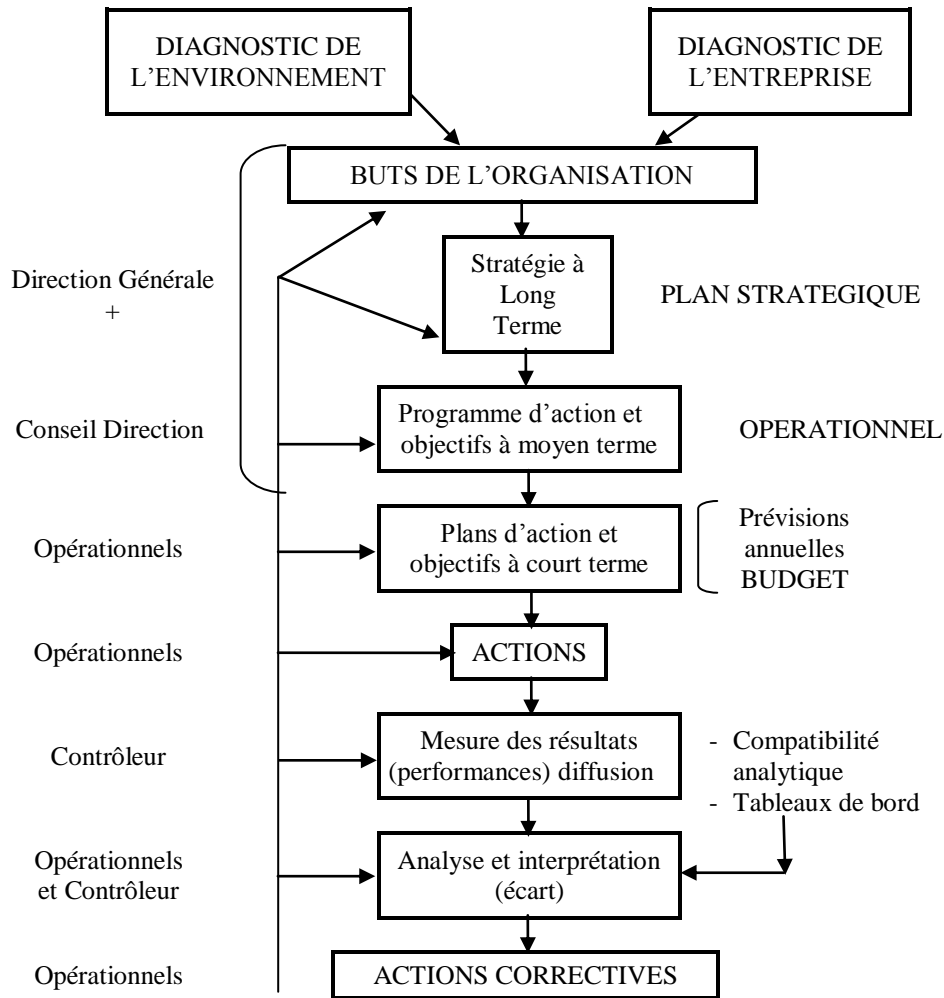 DIAGNOSTIC DE
L'ENVIRONNEMENT
DIAGNOSTIC DE
L'ENTREPRISE
BUTS DE L'ORGANISATION
Direction Générale
+
Stratégie à
Long
Terme
PLAN STRATEGIQUE
Conseil Direction
Programme d'action et
objectifs à moyen terme
OPERATIONNEL
Opérationnels
Plans d'action et
objectifs à court terme
Prévisions
annuelles
BUDGET
Opérationnels
ACTIONS
Contrôleur
Mesure des résultats
(performances) diffusion
- Compatibilité
analytique
- Tableaux de bord
Opérationnels
et Contrôleur
Analyse et interprétation
(écart)
Opérationnels
ACTIONS CORRECTIVES